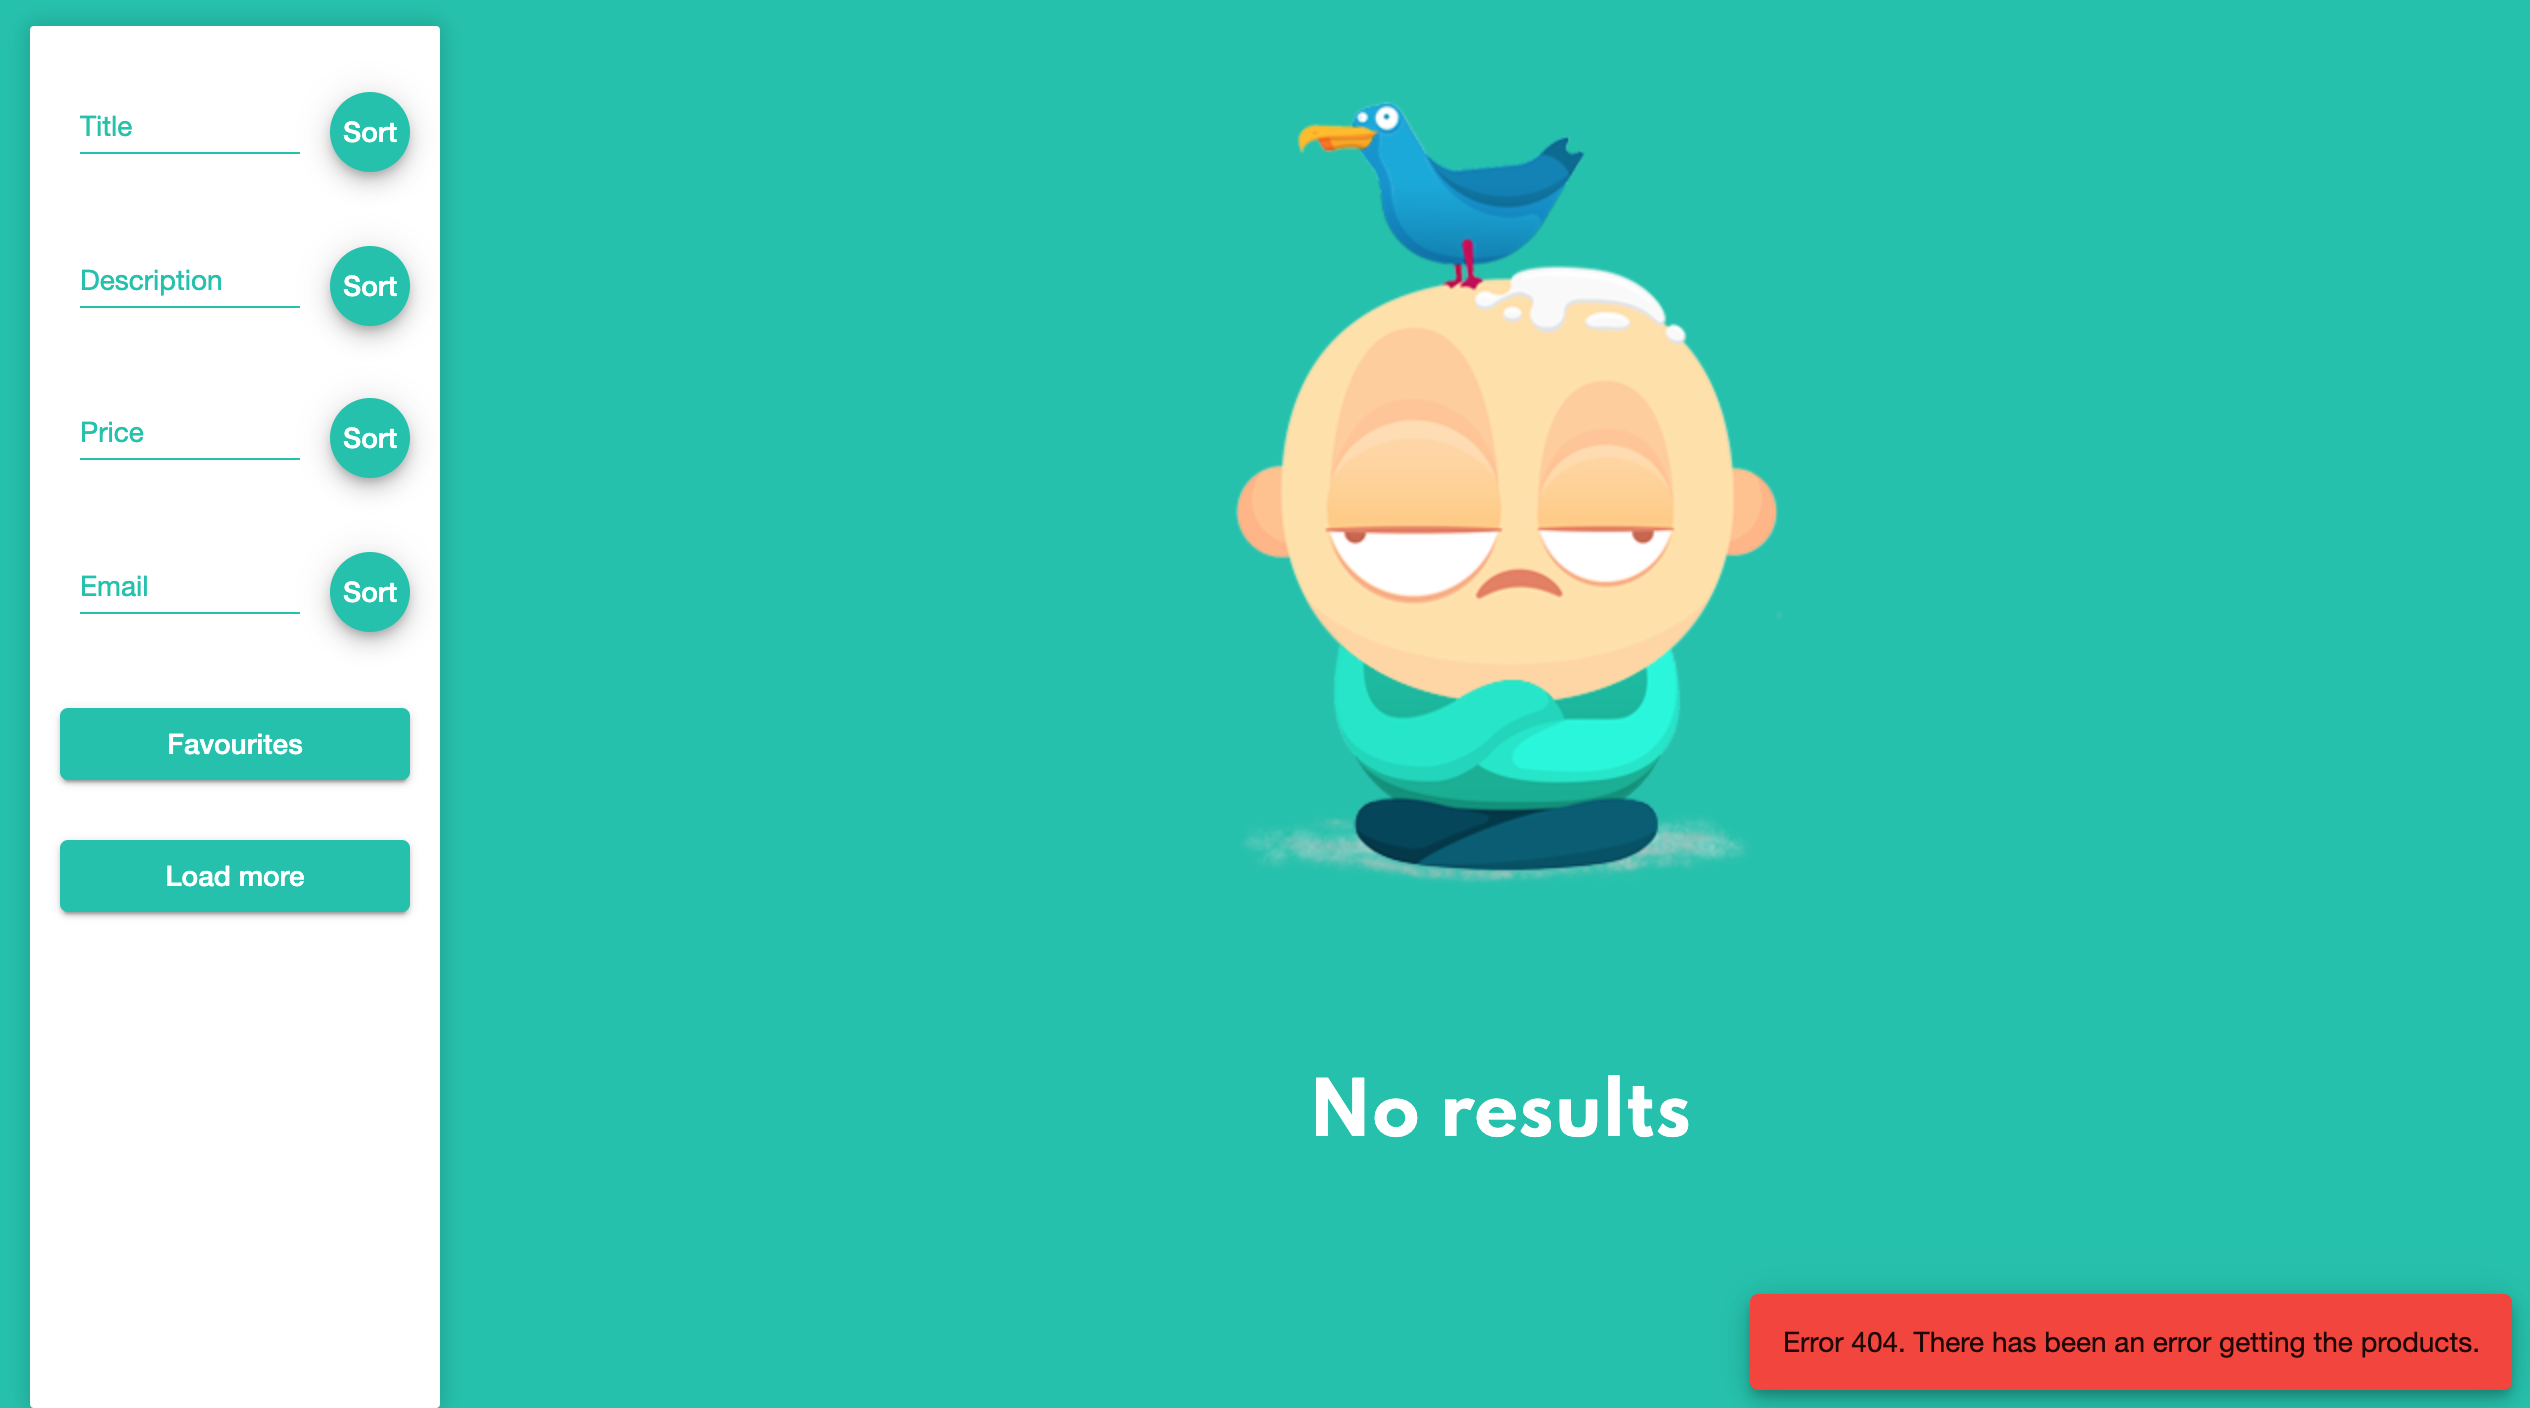 Title
Sort
Description
Sort
Price
Sort
Email
Sort
Favourites
Load more
No results
Error 404. There has been an error getting the products.